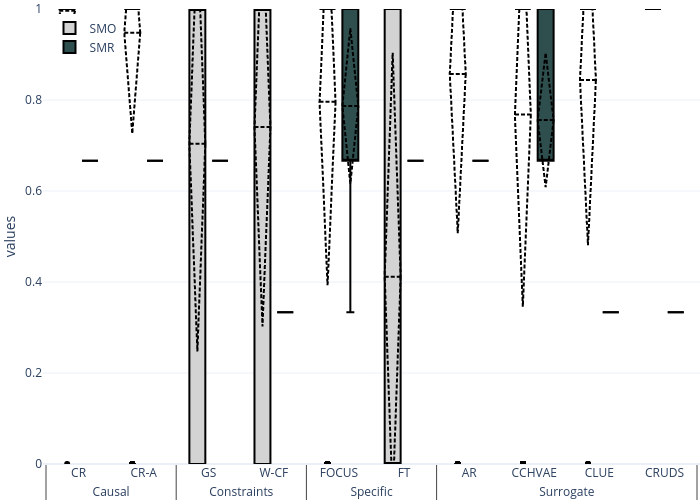 1
SMO
SMR
0.8
0.6
values
0.4
0.2
0
CR CR-A GS W-CF FOCUS FT AR CCHVAE CLUE CRUDS
Causal Constraints Specific Surrogate